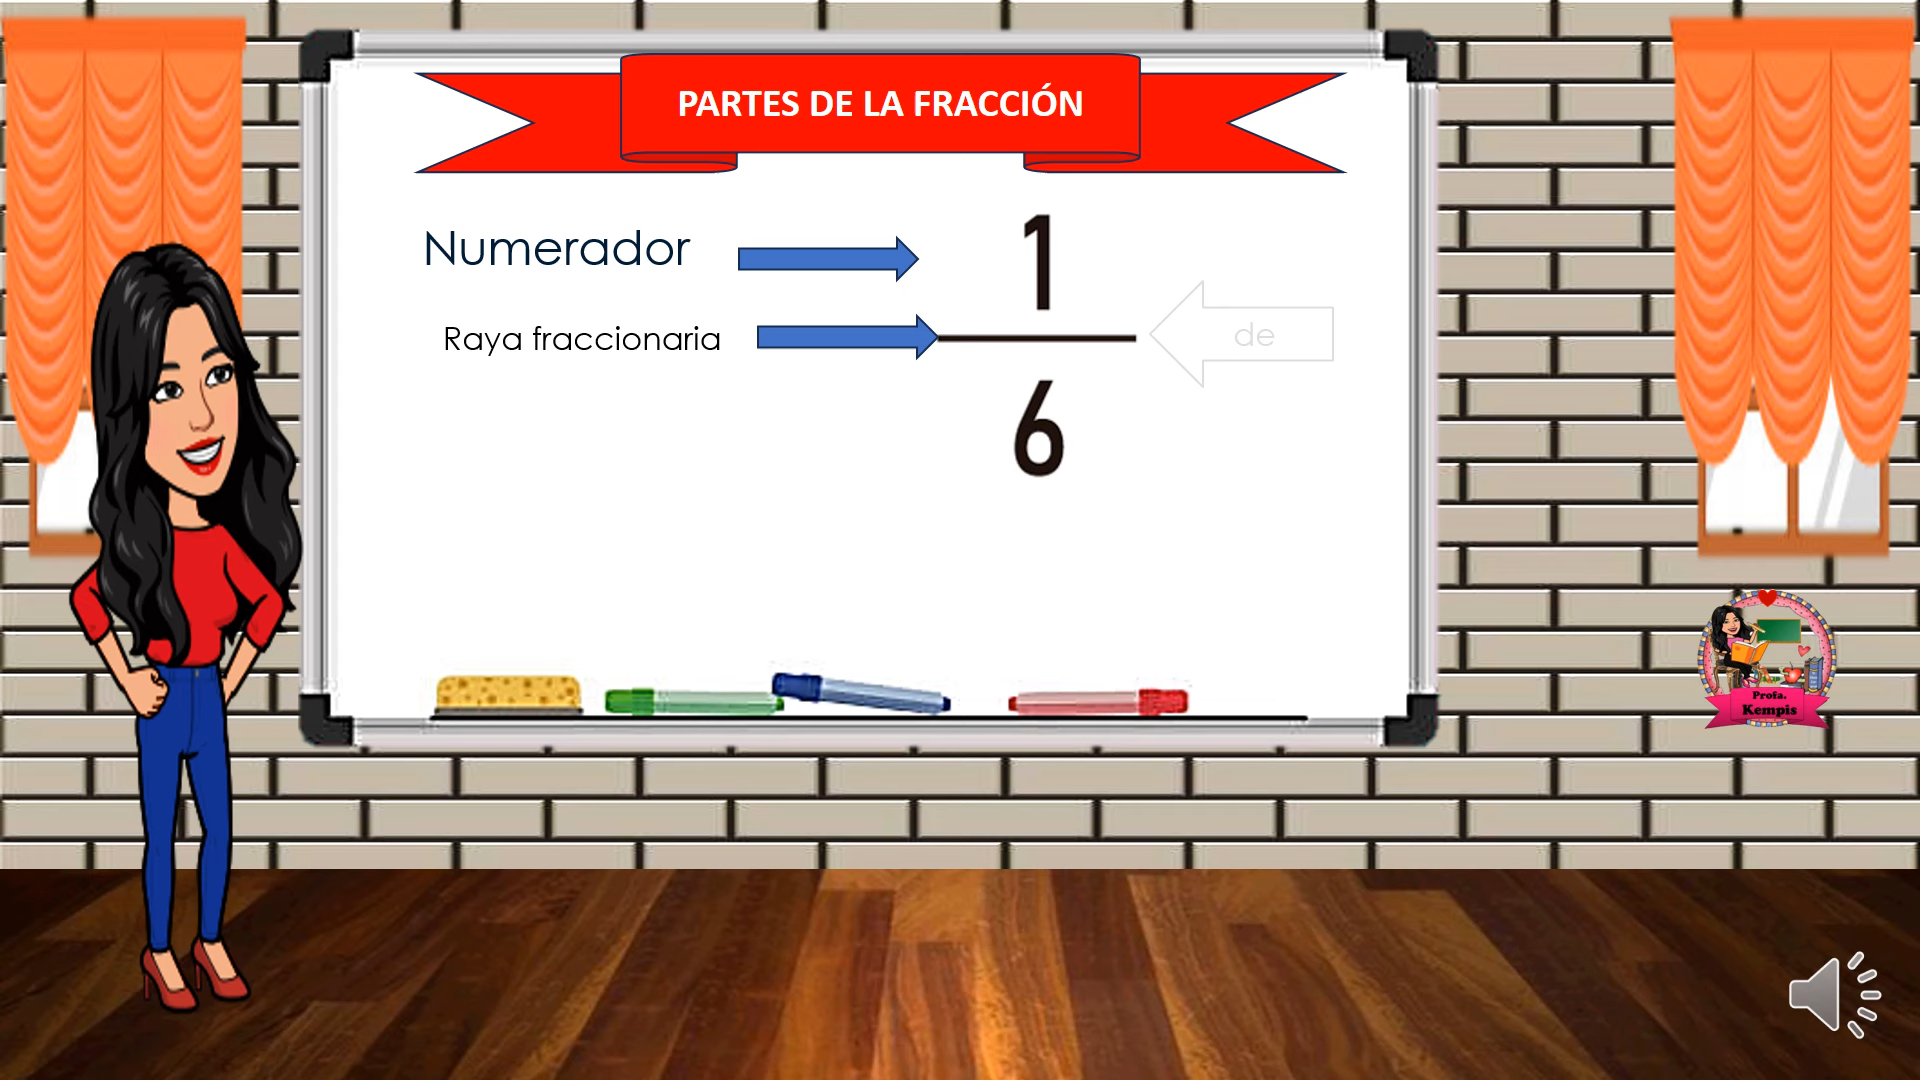 PARTES DE LA FRACCIÓN
Numerador
1
Raya fraccionaria
de
6
Profa.
Kempis